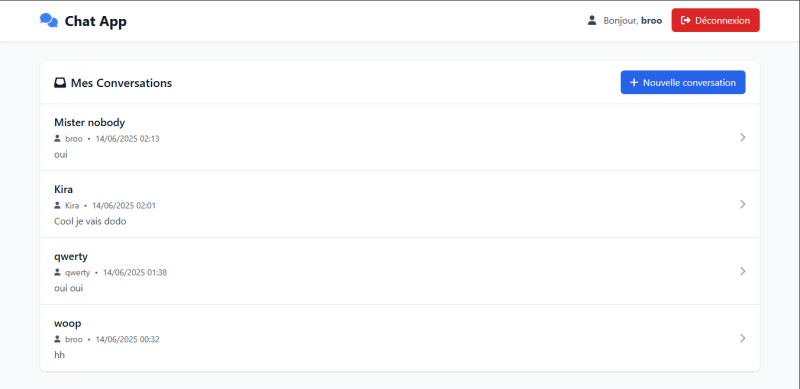 Chat App
Bonjour, broo
Déconnexion
Mes Conversations
Nouvelle conversation
Mister nobody
broo • 14/06/2025 02:13
oui
Kira
Kira • 14/06/2025 02:01
Cool je vais dodo
qwerty
qwerty • 14/06/2025 01:38
oui oui
woop
broo • 14/06/2025 00:32
hh